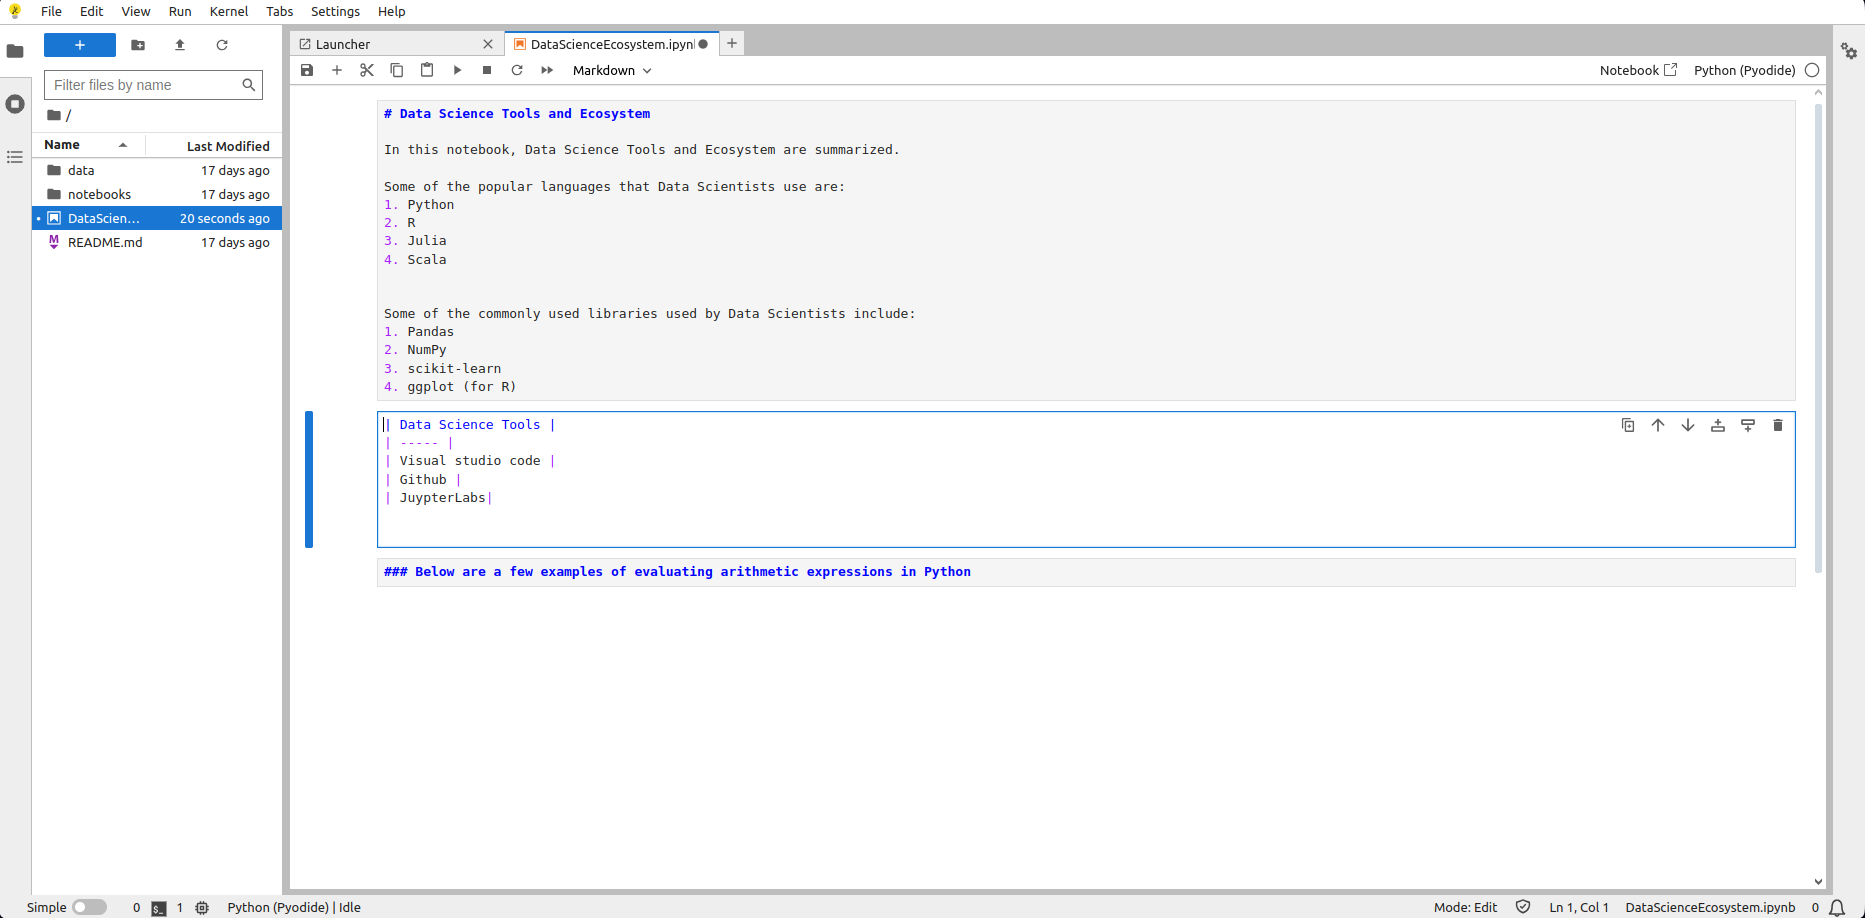 File Edit View Run Kernel Tabs Settings Help
+
Filter files by name
/
Name Last Modified
data 17 days ago
notebooks 17 days ago
DataScien... 20 seconds ago
README.md 17 days ago
Launcher
DataScienceEcosystem.ipyn
Markdown
Notebook Python (Pyodide)
# Data Science Tools and Ecosystem
In this notebook, Data Science Tools and Ecosystem are summarized.
Some of the popular languages that Data Scientists use are:
1. Python
2. R
3. Julia
4. Scala
Some of the commonly used libraries used by Data Scientists include:
1. Pandas
2. NumPy
3. scikit-learn
4. ggplot (for R)
| Data Science Tools |
| ----- |
| Visual studio code |
| Github |
| JuypterLabs|
### Below are a few examples of evaluating arithmetic expressions in Python
Simple 0 $_ 1 Python (Pyodide) | Idle
Mode: Edit Ln 1, Col 1 DataScienceEcosystem.ipynb 0